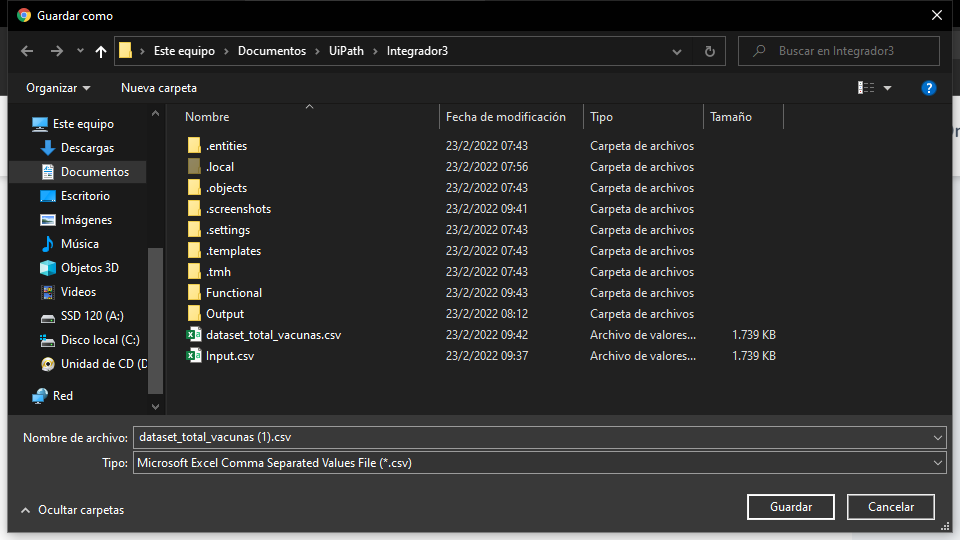 Guardar como
Este equipo > Documentos > UiPath > Integrador3
Buscar en Integrador3
Organizar
Nueva carpeta
Nombre Fecha de modificación Tipo Tamaño
Este equipo
Descargas
Documentos
Escritorio
Imágenes
Música
Objetos 3D
Videos
SSD 120 (A:)
Disco local (C:)
Unidad de CD (D
Red
.entities 23/2/2022 07:43 Carpeta de archivos
.local 23/2/2022 07:56 Carpeta de archivos
.objects 23/2/2022 07:43 Carpeta de archivos
.screenshots 23/2/2022 09:41 Carpeta de archivos
.settings 23/2/2022 07:43 Carpeta de archivos
.templates 23/2/2022 07:43 Carpeta de archivos
.tmh 23/2/2022 07:43 Carpeta de archivos
Functional 23/2/2022 09:43 Carpeta de archivos
Output 23/2/2022 08:12 Carpeta de archivos
dataset_total_vacunas.csv 23/2/2022 09:42 Archivo de valores... 1.739 KB
Input.csv 23/2/2022 09:37 Archivo de valores... 1.739 KB
Nombre de archivo: dataset_total_vacunas (1).csv
Tipo: Microsoft Excel Comma Separated Values File (*.csv)
Ocultar carpetas
Guardar
Cancelar